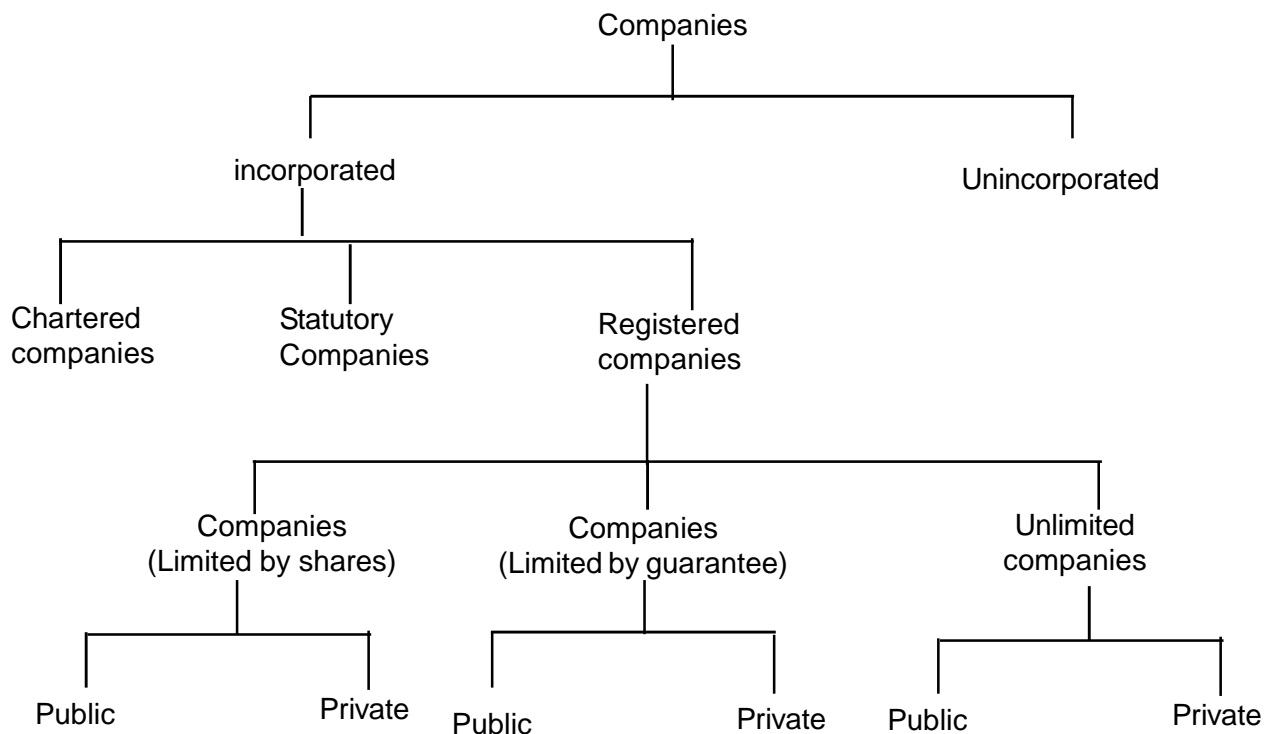 Companies
incorporated
Unincorporated
Chartered
companies
Statutory
Companies
Registered
companies
Companies
(Limited by shares)
Companies
(Limited by guarantee)
Unlimited
companies
Public
Private
Public
Private
Public
Private